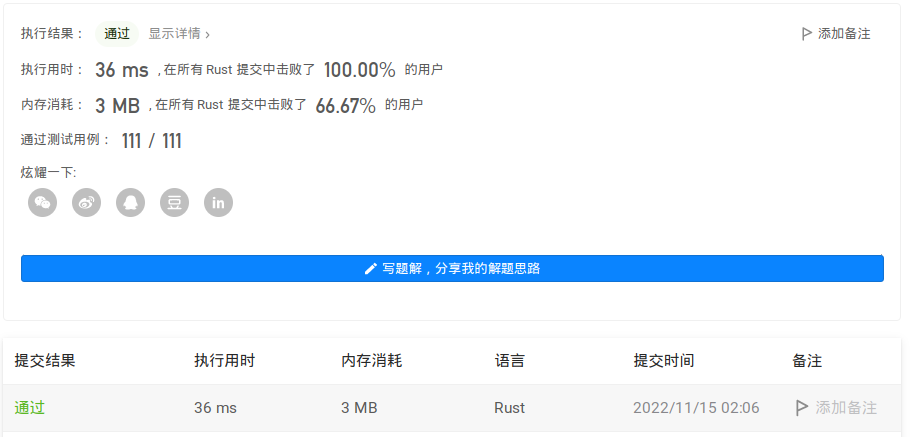 执行结果： 通过 显示详情 › 添加备注
执行用时： 36 ms , 在所有 Rust 提交中击败了 100.00% 的用户
内存消耗： 3 MB , 在所有 Rust 提交中击败了 66.67% 的用户
通过测试用例： 111 / 111
炫耀一下:
豆 in
写题解，分享我的解题思路
提交结果 执行用时 内存消耗 语言 提交时间 备注
通过 36 ms 3 MB Rust 2022/11/15 02:06 添加备注